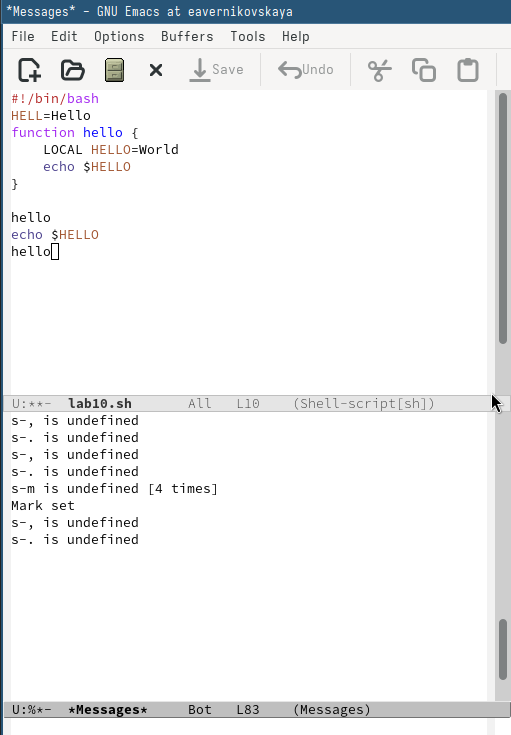 *Messages* - GNU Emacs at eavernikovskaya
File Edit Options Buffers Tools Help
Save Undo
#!/bin/bash
HELL=Hello
function hello {
    LOCAL HELLO=World
    echo $HELLO
}
hello
echo $HELLO
hello
U:**- lab10.sh All L10 (Shell-script[sh])
s-, is undefined
s-. is undefined
s-, is undefined
s-. is undefined
s-m is undefined [4 times]
Mark set
s-, is undefined
s-. is undefined
U:%*- *Messages* Bot L83 (Messages)